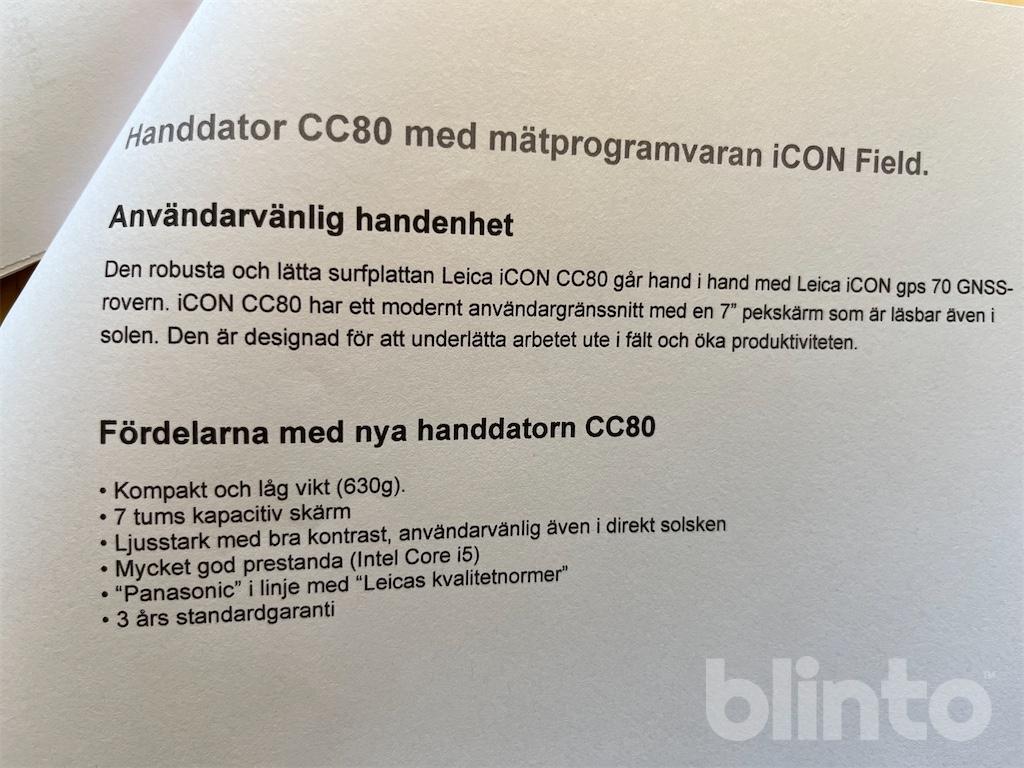 Handdator CC80 med mätprogramvaran iCON Field.
Användarvänlig handenhet
Den robusta och lätta surfplattan Leica iCON CC80 går hand i hand med Leica iCON gps 70 GNSS-
rovern. iCON CC80 har ett modernt användargränssnitt med en 7” pekskärm som är läsbar även i
solen. Den är designad för att underlätta arbetet ute i fält och öka produktiviteten.
Fördelarna med nya handdatorn CC80
• Kompakt och låg vikt (630g).
• 7 tums kapacitiv skärm
• Ljusstark med bra kontrast, användarvänlig även i direkt solsken
• Mycket god prestanda (Intel Core i5)
• “Panasonic” i linje med “Leicas kvalitetnormer”
• 3 års standardgaranti
blinto™